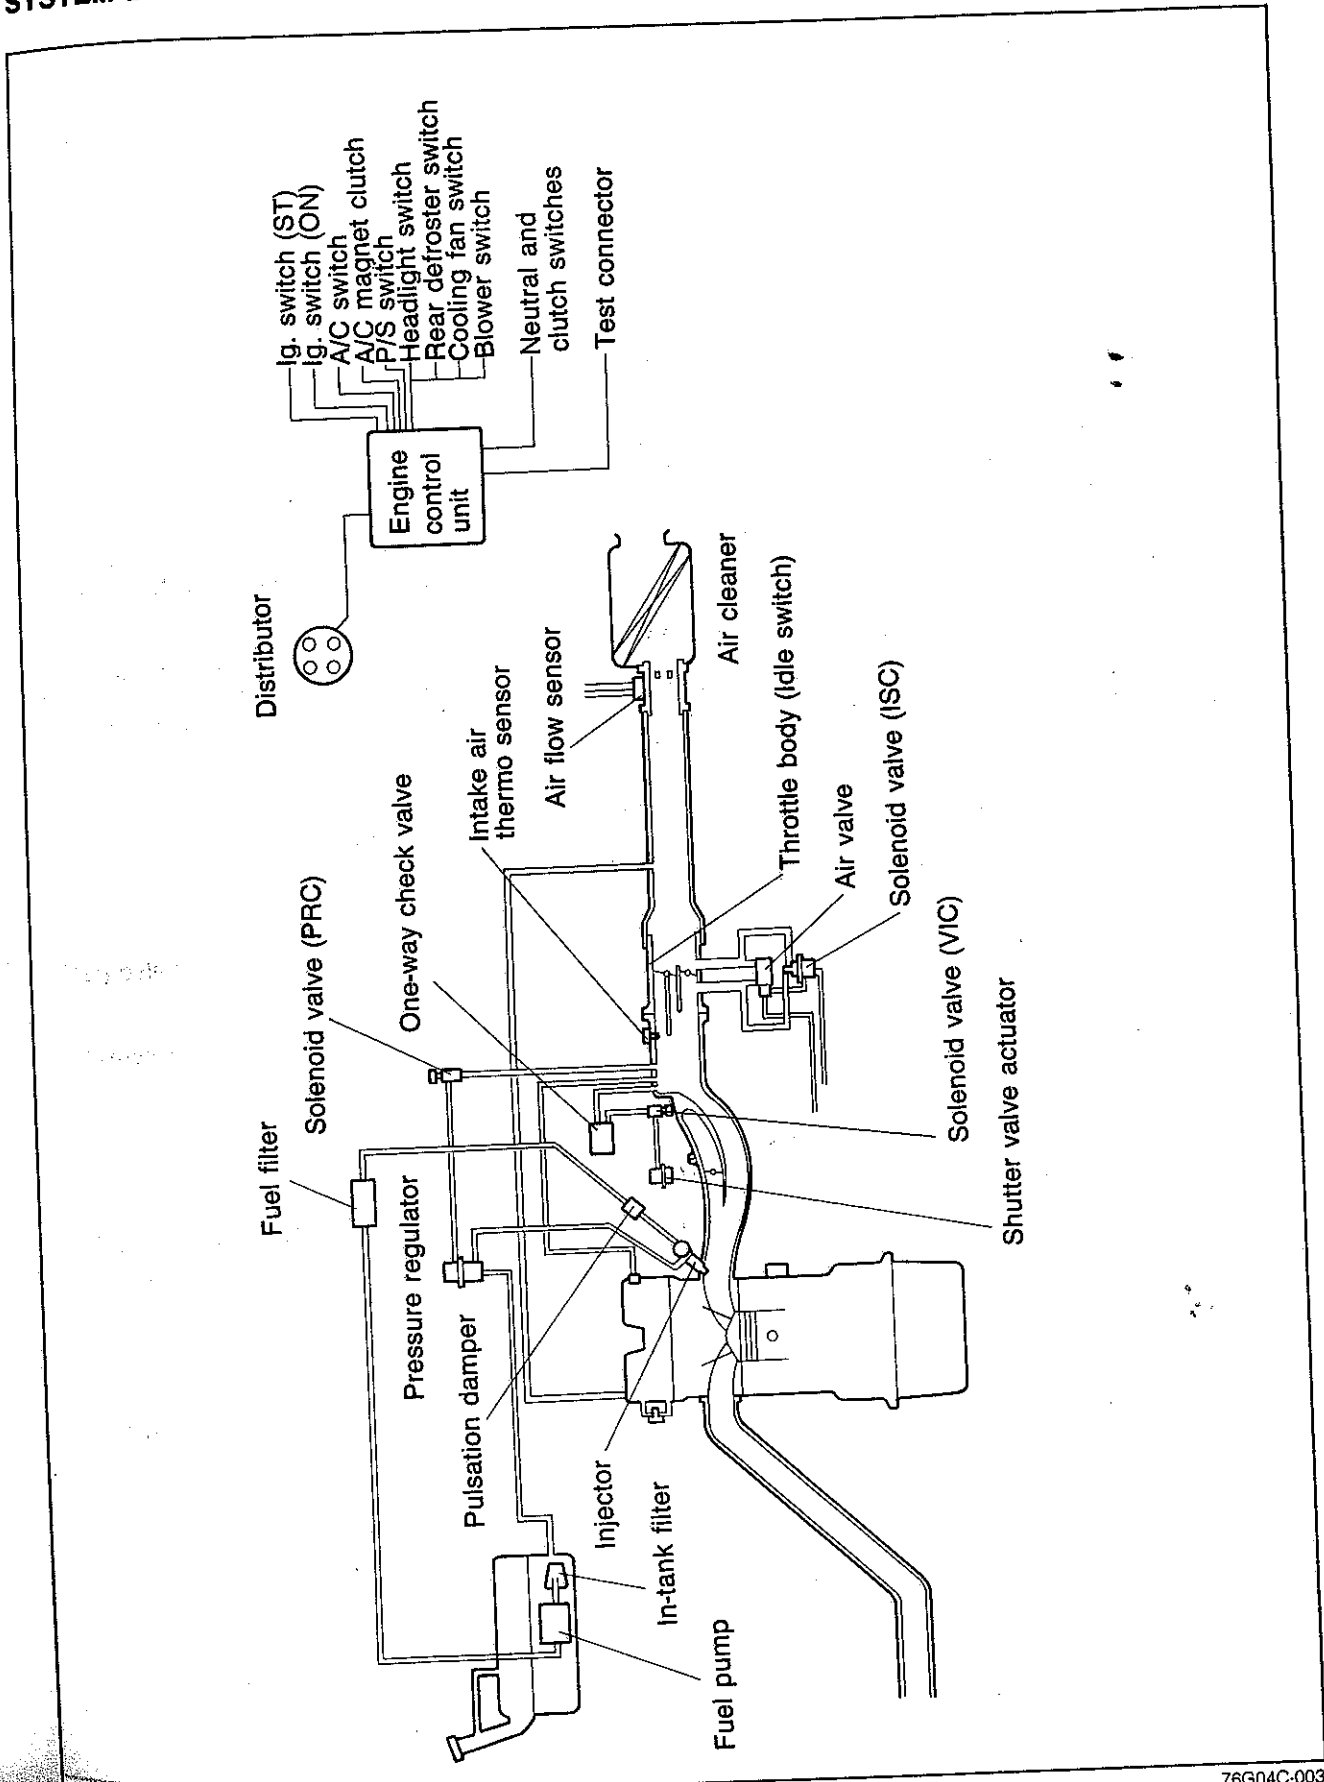 Distributor
Engine
control
unit
Ig. switch (ST)
Ig. switch (ON)
A/C switch
A/C magnet clutch
P/S switch
Headlight switch
Rear defroster switch
Cooling fan switch
Blower switch
Neutral and
clutch switches
Test connector
Fuel filter
Solenoid valve (PRC)
One-way check valve
Intake air
thermo sensor
Air flow sensor
Air cleaner
Pressure regulator
Pulsation damper
Injector
In-tank filter
Fuel pump
Throttle body (Idle switch)
Air valve
Solenoid valve (ISC)
Solenoid valve (VIC)
Shutter valve actuator
76G04C-003